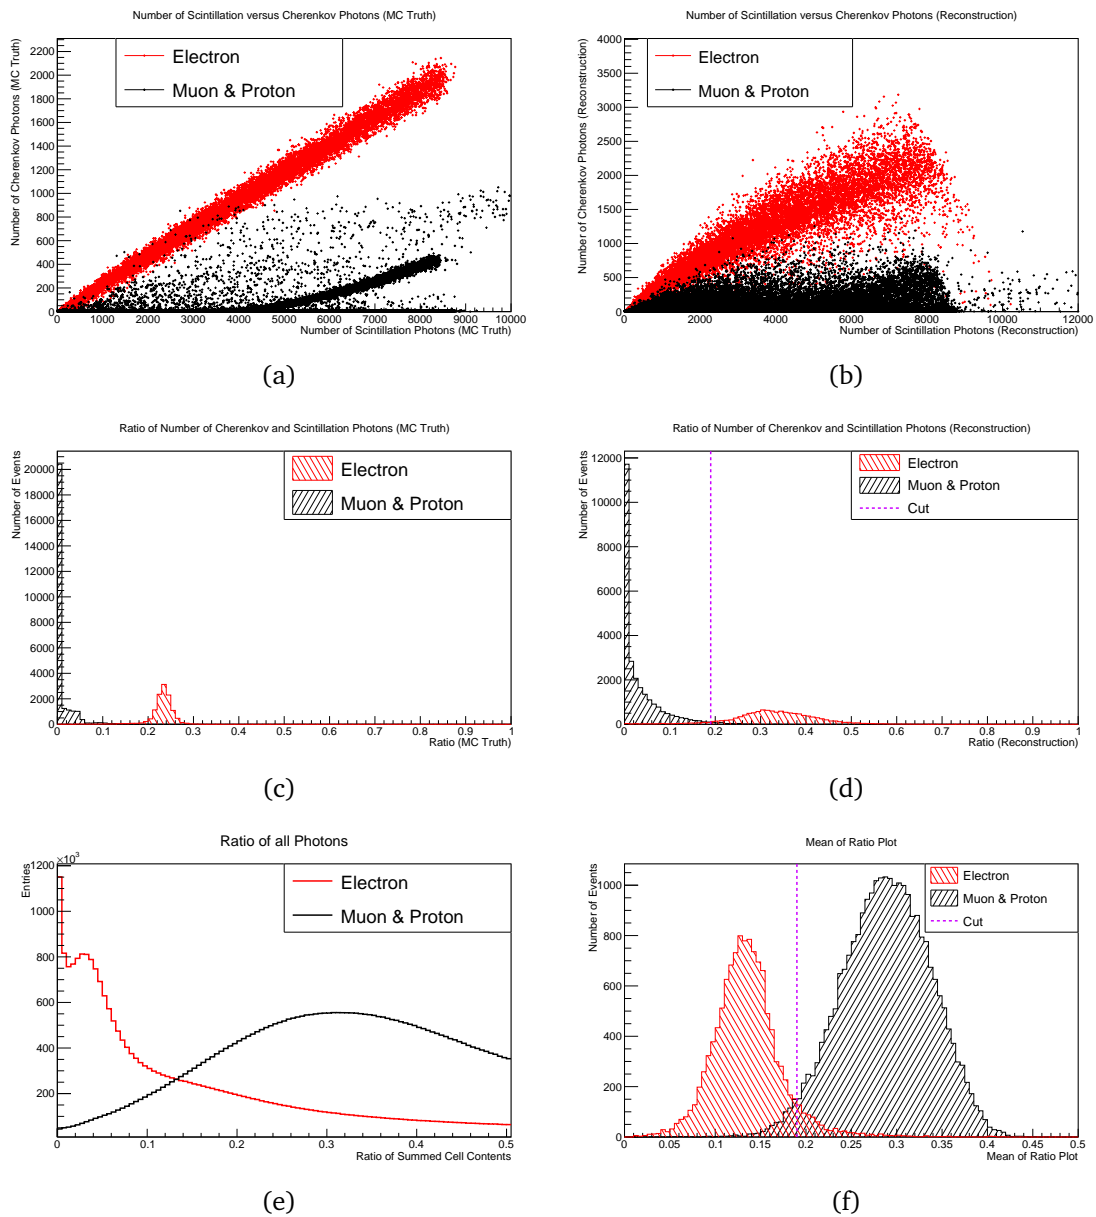 Number of Scintillation versus Cherenkov Photons (MC Truth)
Number of Cherenkov Photons (MC Truth)
2200
2000
1800
1600
1400
1200
1000
800
600
400
200
0
Electron
Muon & Proton
0 1000 2000 3000 4000 5000 6000 7000 8000 9000 10000
Number of Scintillation Photons (MC Truth)
(a)
Number of Scintillation versus Cherenkov Photons (Reconstruction)
Number of Cherenkov Photons (Reconstruction)
4000
3500
3000
2500
2000
1500
1000
500
0
Electron
Muon & Proton
0 2000 4000 6000 8000 10000 12000
Number of Scintillation Photons (Reconstruction)
(b)
Ratio of Number of Cherenkov and Scintillation Photons (MC Truth)
Number of Events
20000
18000
16000
14000
12000
10000
8000
6000
4000
2000
0
Electron
Muon & Proton
0 0.1 0.2 0.3 0.4 0.5 0.6 0.7 0.8 0.9 1
Ratio (MC Truth)
(c)
Ratio of Number of Cherenkov and Scintillation Photons (Reconstruction)
Number of Events
12000
10000
8000
6000
4000
2000
0
Electron
Muon & Proton
Cut
0 0.1 0.2 0.3 0.4 0.5 0.6 0.7 0.8 0.9 1
Ratio (Reconstruction)
(d)
Ratio of all Photons
×10³
Entries
1200
1000
800
600
400
200
Electron
Muon & Proton
0 0.1 0.2 0.3 0.4 0.5
Ratio of Summed Cell Contents
(e)
Mean of Ratio Plot
Number of Events
1000
800
600
400
200
0
Electron
Muon & Proton
Cut
0 0.05 0.1 0.15 0.2 0.25 0.3 0.35 0.4 0.45 0.5
Mean of Ratio Plot
(f)